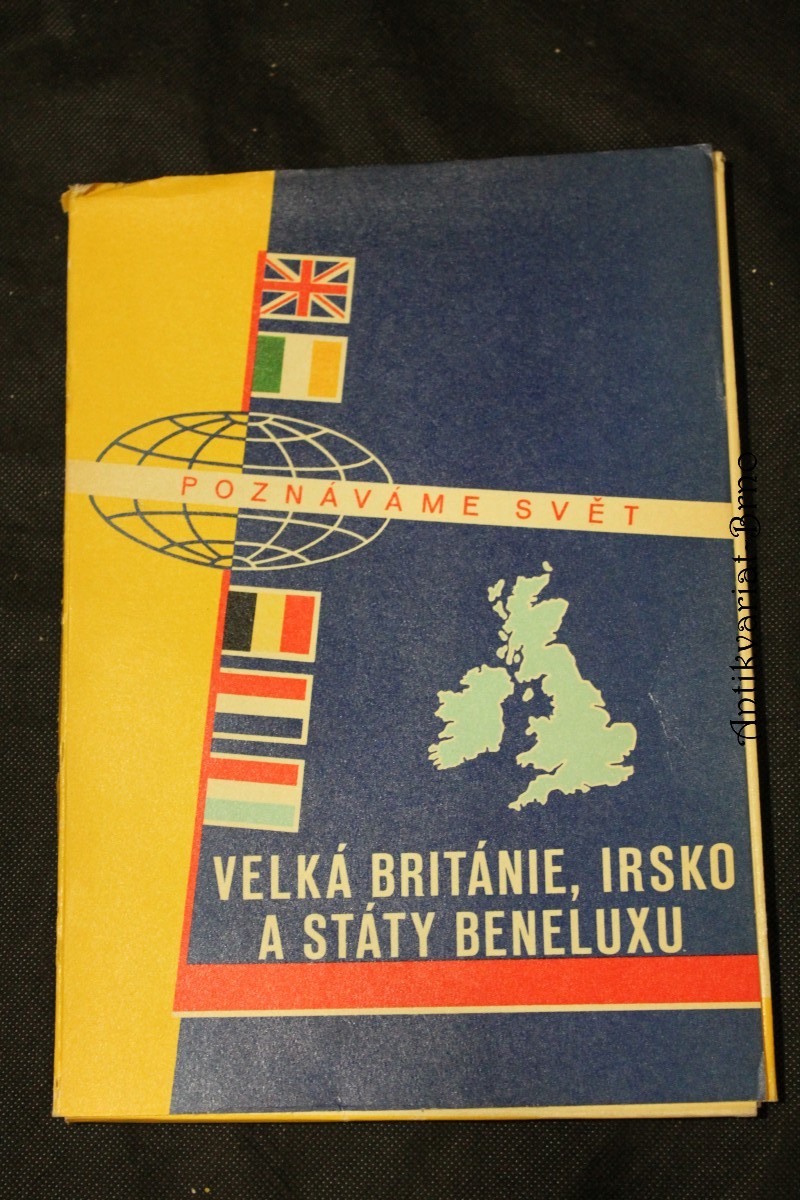 POZNÁVÁME SVĚT
VELKÁ BRITÁNIE, IRSKO
A STÁTY BENELUXU
Antikvariat Brno